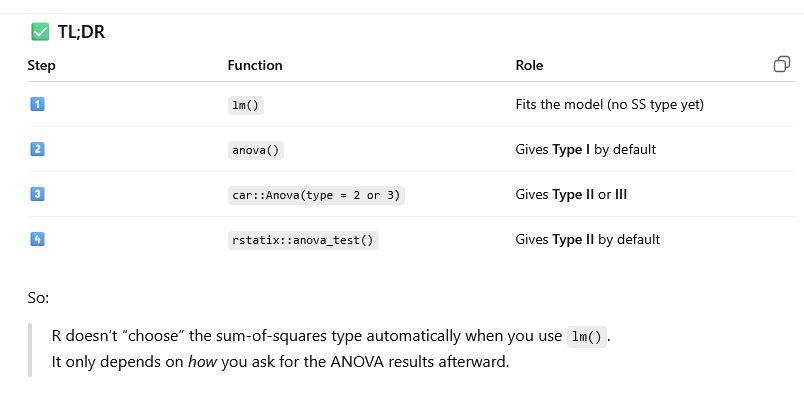 ✅ TL;DR
Step Function Role
1️⃣ lm() Fits the model (no SS type yet)
2️⃣ anova() Gives Type I by default
3️⃣ car::Anova(type = 2 or 3) Gives Type II or III
4️⃣ rstatix::anova_test() Gives Type II by default
So:
R doesn’t “choose” the sum-of-squares type automatically when you use lm().
It only depends on how you ask for the ANOVA results afterward.